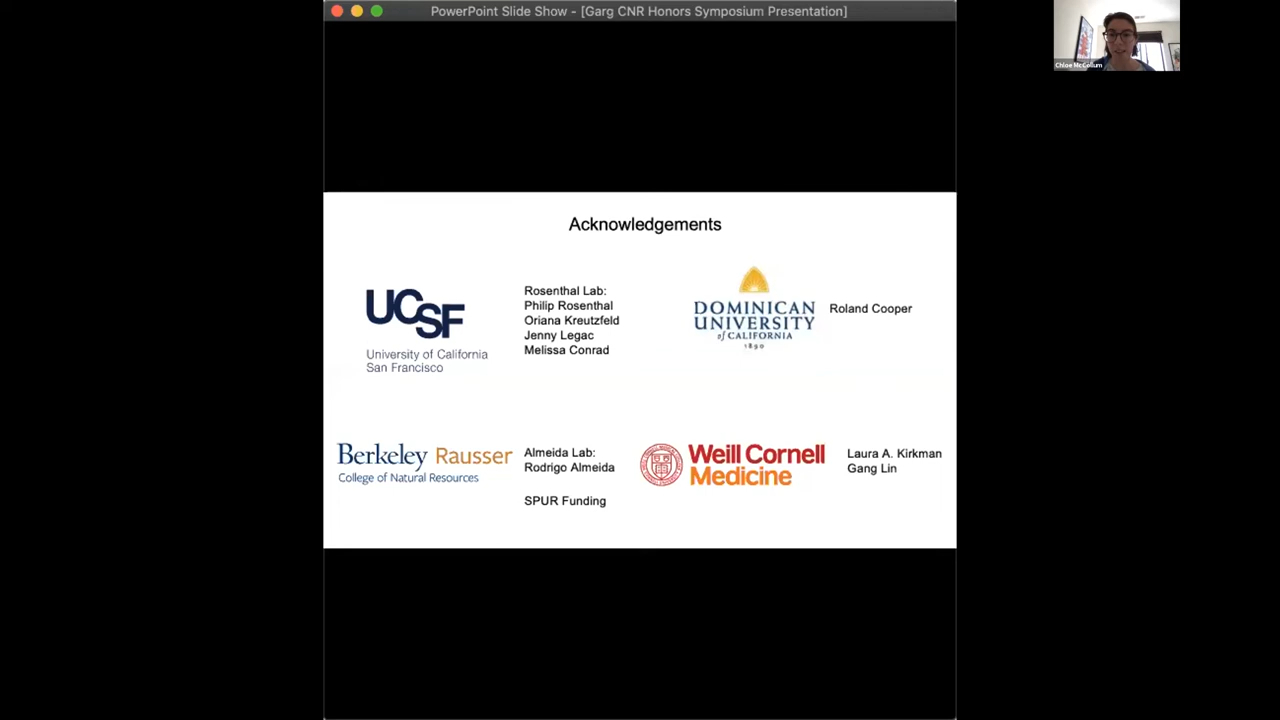 PowerPoint Slide Show - [Garg CNR Honors Symposium Presentation]
Chloe McCollum
Acknowledgements
UCSF
University of California
San Francisco
Rosenthal Lab:
Philip Rosenthal
Oriana Kreutzfeld
Jenny Legac
Melissa Conrad
DOMINICAN
UNIVERSITY
of CALIFORNIA
1890
Roland Cooper
Berkeley Rausser
College of Natural Resources
Almeida Lab:
Rodrigo Almeida
SPUR Funding
Weill Cornell
Medicine
Laura A. Kirkman
Gang Lin